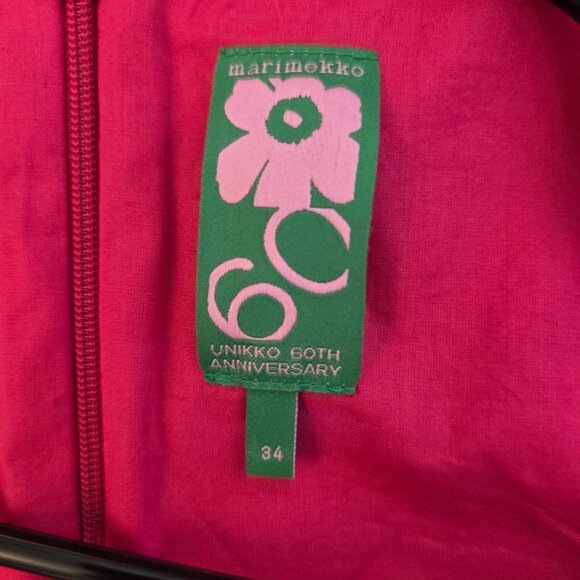 marimekko
60
UNIKKO 60TH
ANNIVERSARY
34